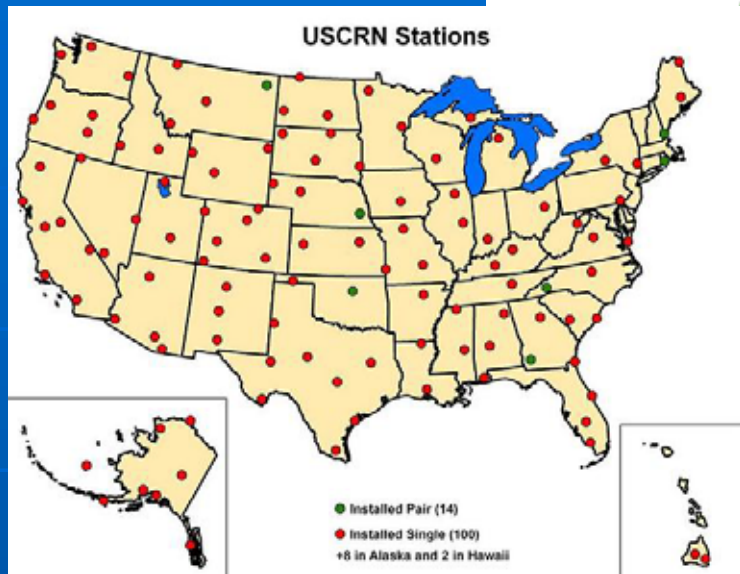 USCRN Stations
Installed Pair (14)
Installed Single (100)
+8 in Alaska and 2 in Hawaii